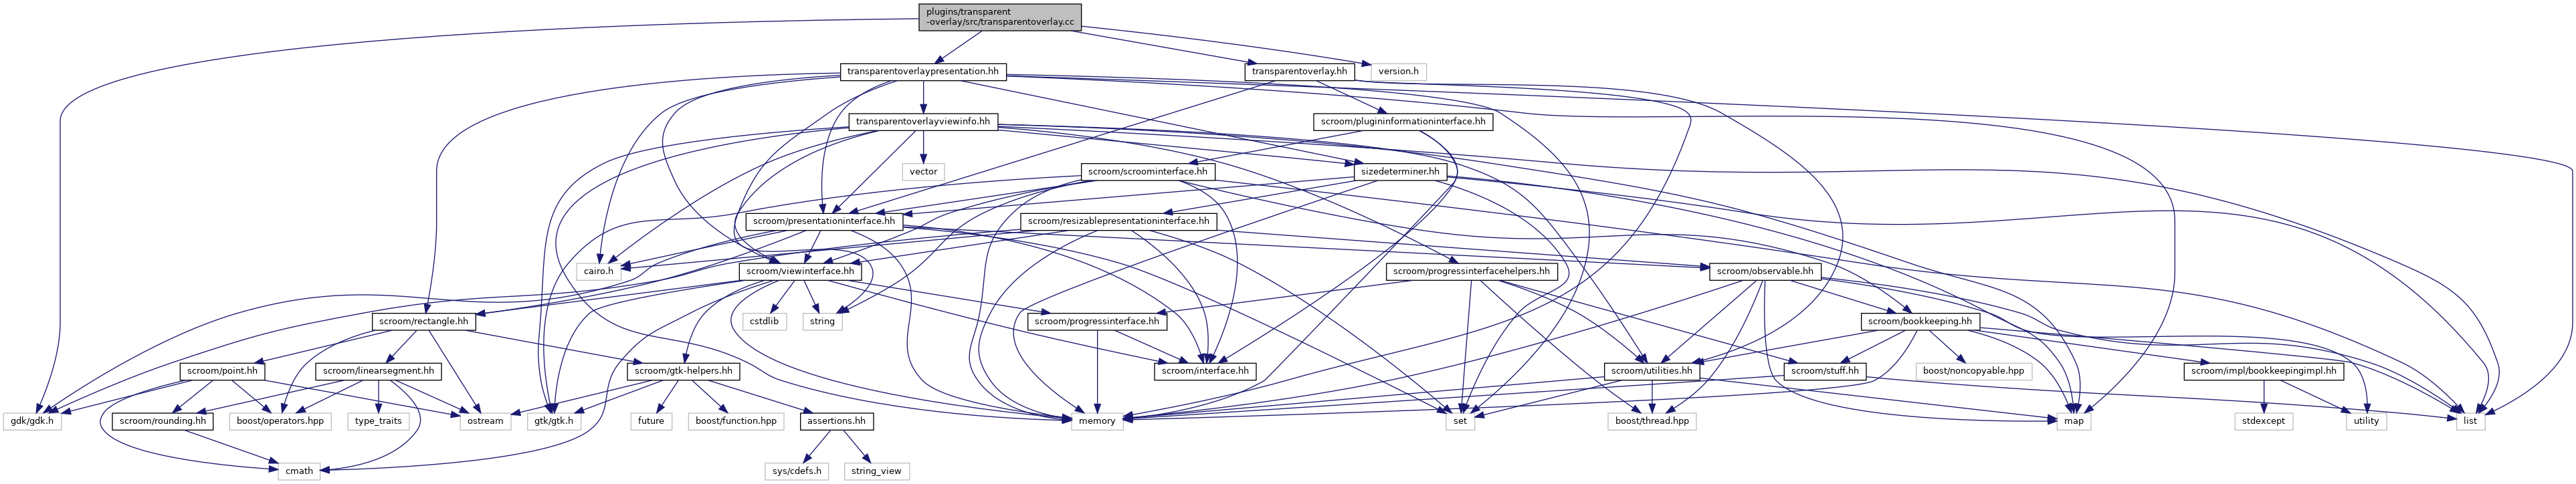 plugins/transparent
-overlay/src/transparentoverlay.cc
transparentoverlaypresentation.hh
transparentoverlay.hh
version.h
transparentoverlayviewinfo.hh
scroom/plugininformationinterface.hh
vector
scroom/scroominterface.hh
sizedeterminer.hh
scroom/presentationinterface.hh
scroom/resizablepresentationinterface.hh
cairo.h
scroom/viewinterface.hh
scroom/progressinterfacehelpers.hh
scroom/observable.hh
scroom/rectangle.hh
cstdlib
string
scroom/progressinterface.hh
scroom/bookkeeping.hh
scroom/point.hh
scroom/linearsegment.hh
scroom/gtk-helpers.hh
scroom/interface.hh
scroom/utilities.hh
scroom/stuff.hh
boost/noncopyable.hpp
scroom/impl/bookkeepingimpl.hh
gdk/gdk.h
scroom/rounding.hh
boost/operators.hpp
type_traits
ostream
gtk/gtk.h
future
boost/function.hpp
assertions.hh
memory
set
boost/thread.hpp
map
stdexcept
utility
list
cmath
sys/cdefs.h
string_view